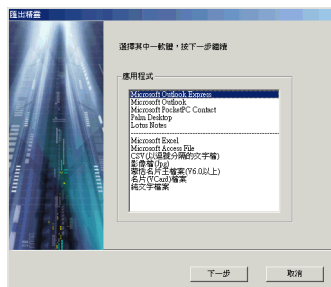 匯出精靈
選擇其中一軟體，按下一步繼續
應用程式
Microsoft Outlook Express
Microsoft Outlook
Microsoft PocketPC Contact
Palm Desktop
Lotus Notes
Microsoft Excel
Microsoft Access File
CSV(以逗號分隔的文字檔)
影像檔(Jpg)
蒙恬名片王檔案(V6.0以上)
名片(VCard)檔案
純文字檔案
下一步
取消